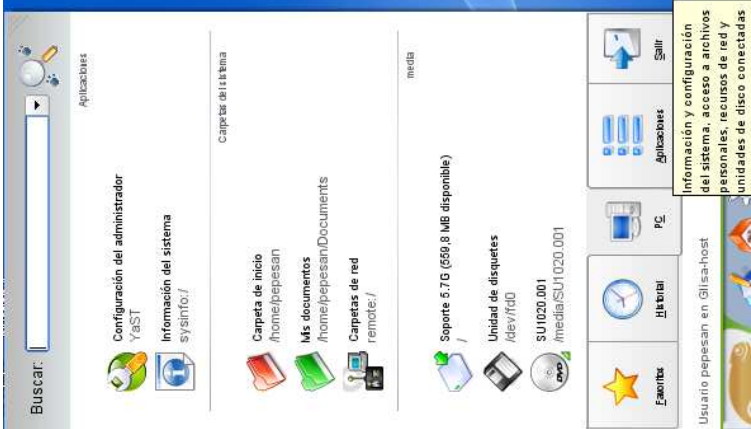 Buscar:
Aplicaciones
Configuración del administrador
YaST
Información del sistema
sysinfo:/
Carpetas del sistema
Carpeta de inicio
/home/pepesan
Mis documentos
/home/pepesan/Documents
Carpetas de red
remote:/
media
Soporte 5.7G (559,8 MB disponible)
/
Unidad de disquetes
/dev/fd0
SU1020.001
/media/SU1020.001
DVD
Favoritos
Historial
PC
Aplicaciones
Salir
Usuario pepesan en Glisa-host
Información y configuración
del sistema, acceso a archivos
personales, recursos de red y
unidades de disco conectadas